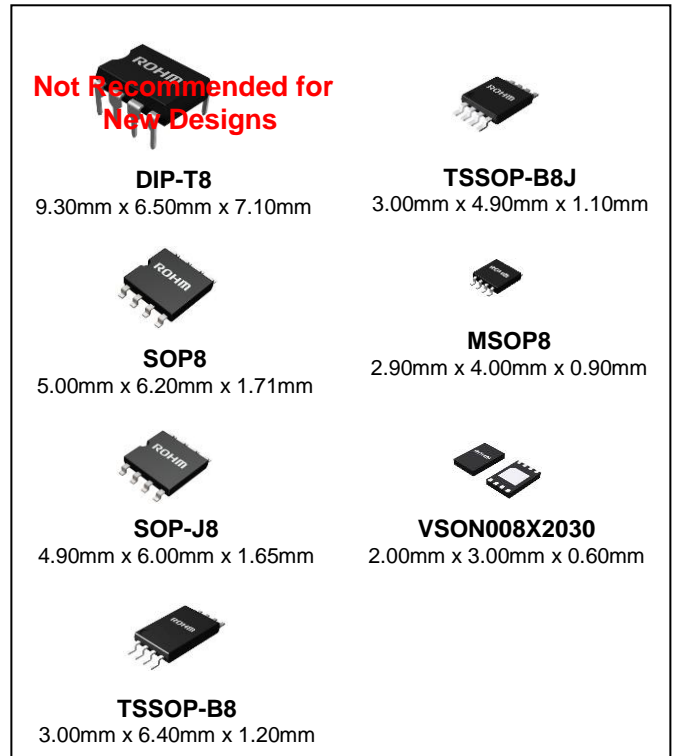 ROHM
Not Recommended for
New Designs
DIP-T8
9.30mm x 6.50mm x 7.10mm
ROHM
SOP8
5.00mm x 6.20mm x 1.71mm
ROHM
SOP-J8
4.90mm x 6.00mm x 1.65mm
ROHM
TSSOP-B8
3.00mm x 6.40mm x 1.20mm
ROHM
TSSOP-B8J
3.00mm x 4.90mm x 1.10mm
ROHM
MSOP8
2.90mm x 4.00mm x 0.90mm
ROHM
VSON008X2030
2.00mm x 3.00mm x 0.60mm